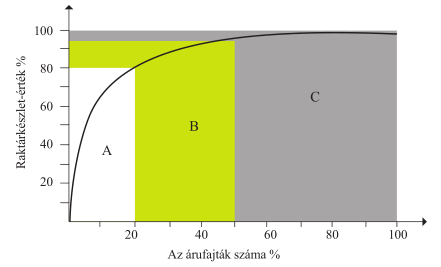 Raktárkészlet-érték %
100
80
60
40
20
A
B
C
20
40
60
80
100
Az árufajták száma %